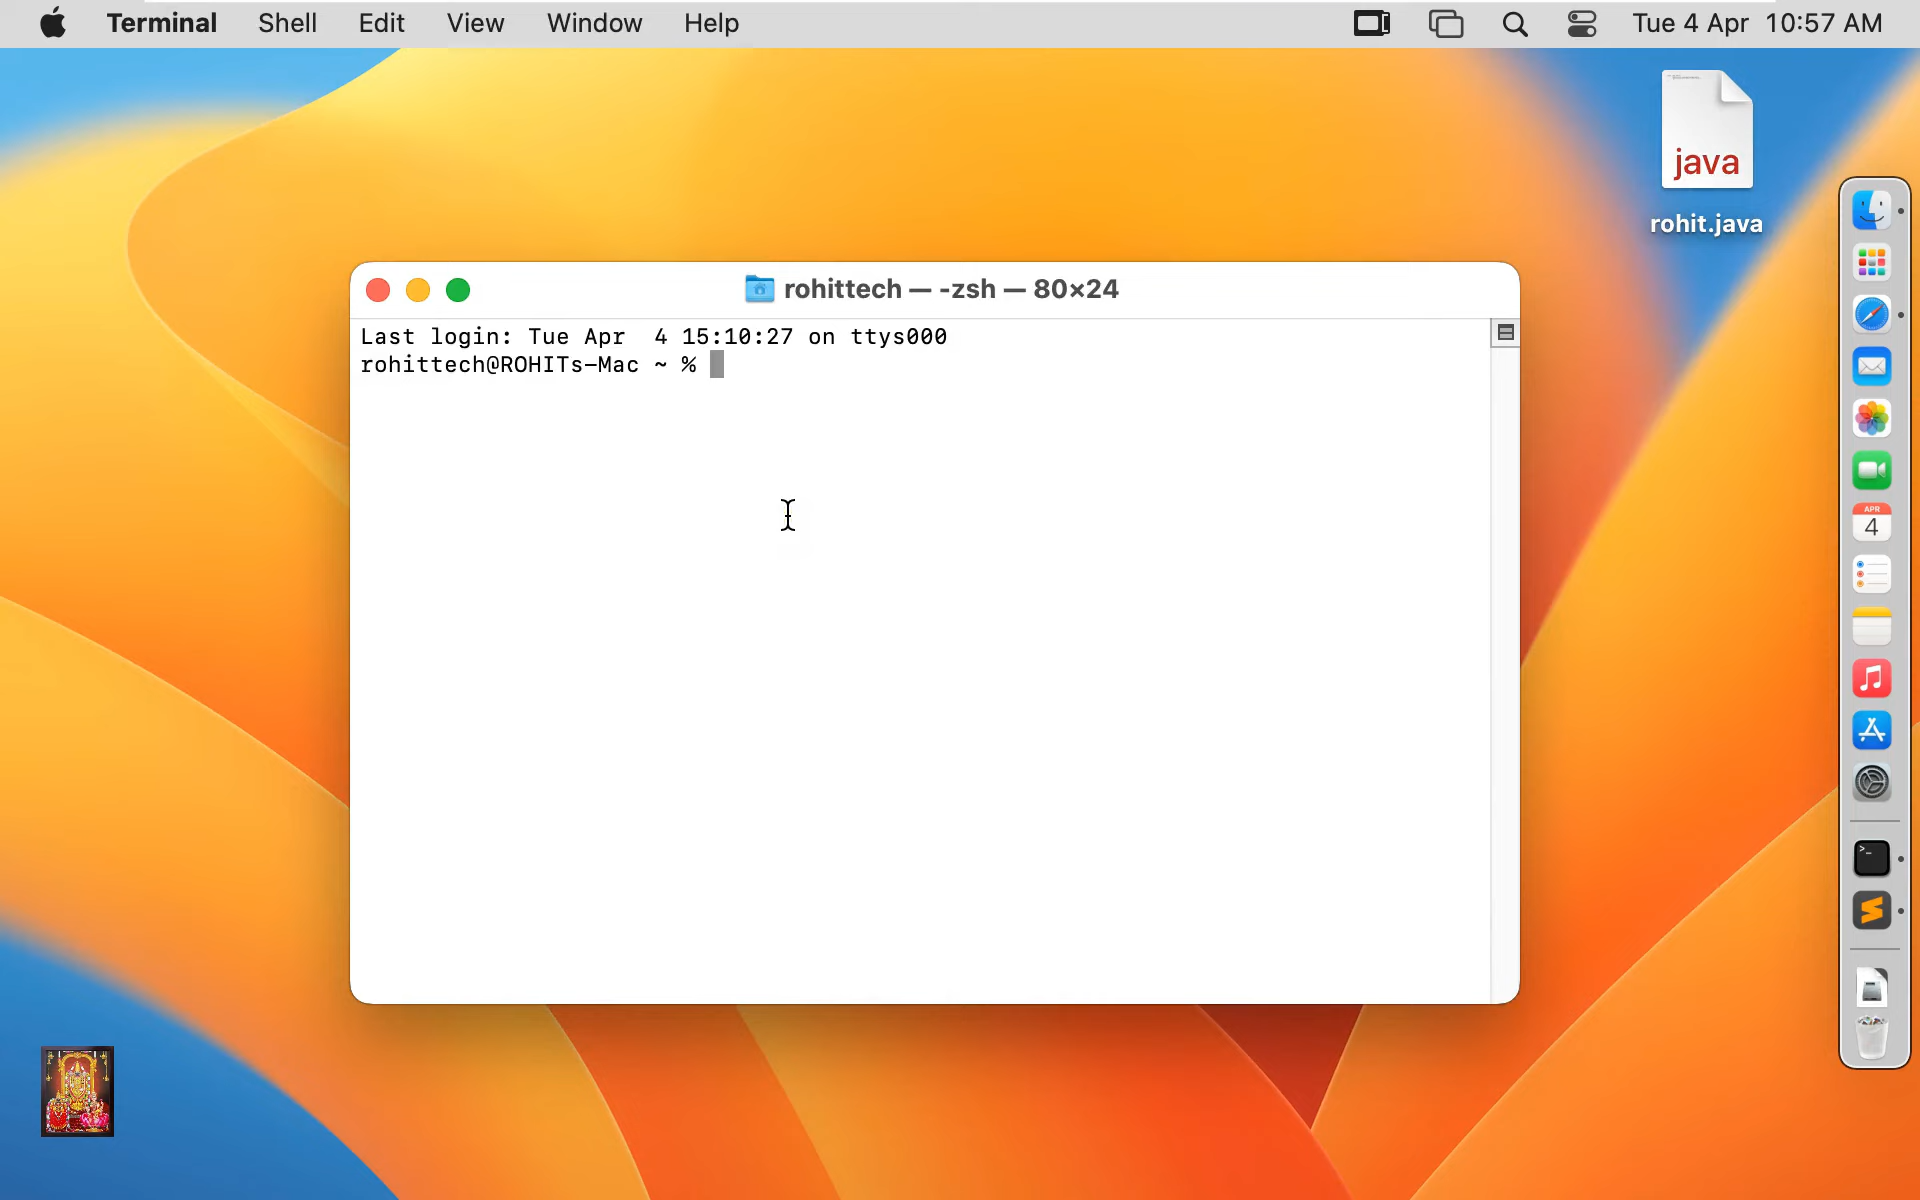 Terminal Shell Edit View Window Help Tue 4 Apr 10:57 AM
java
rohit.java
rohittech — -zsh — 80×24
Last login: Tue Apr  4 15:10:27 on ttys000
rohittech@ROHITs-Mac ~ %
APR
4
>_